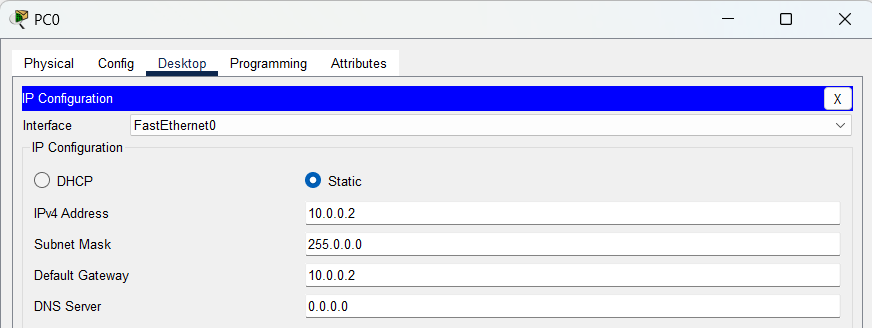 PC0
Physical Config Desktop Programming Attributes
IP Configuration X
Interface FastEthernet0
IP Configuration
DHCP Static
IPv4 Address 10.0.0.2
Subnet Mask 255.0.0.0
Default Gateway 10.0.0.2
DNS Server 0.0.0.0